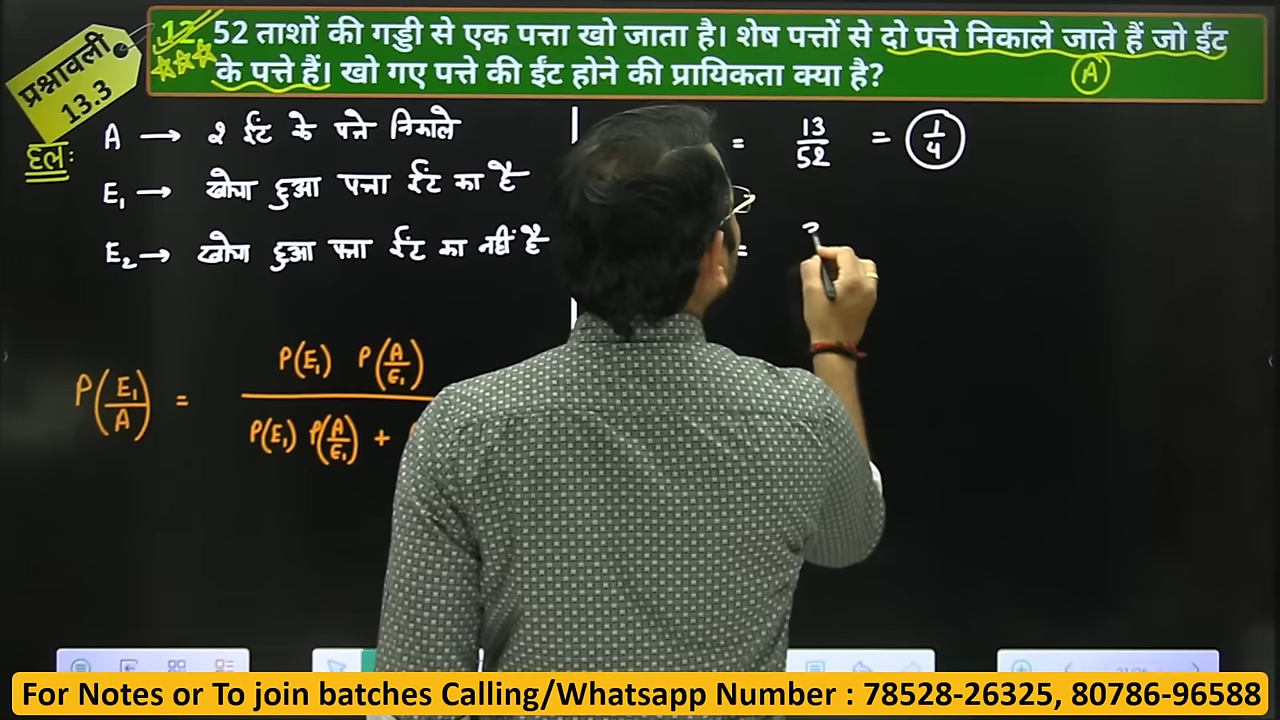 प्रश्नावली
13.3
12. 52 ताशों की गड्डी से एक पत्ता खो जाता है। शेष पत्तों से दो पत्ते निकाले जाते हैं जो ईंट
के पत्ते हैं। खो गए पत्ते की ईंट होने की प्रायिकता क्या है?
A
हल:
A → 2 ईंट के पत्ते निकाले
= 13/52 = 1/4
E₁ → खोया हुआ पत्ता ईंट का है
E₂ → खोया हुआ पत्ता ईंट का नहीं है
= 3
P(E₁/A) = P(E₁) P(A/E₁)
P(E₁) P(A/E₁) +
For Notes or To join batches Calling/Whatsapp Number : 78528-26325, 80786-96588